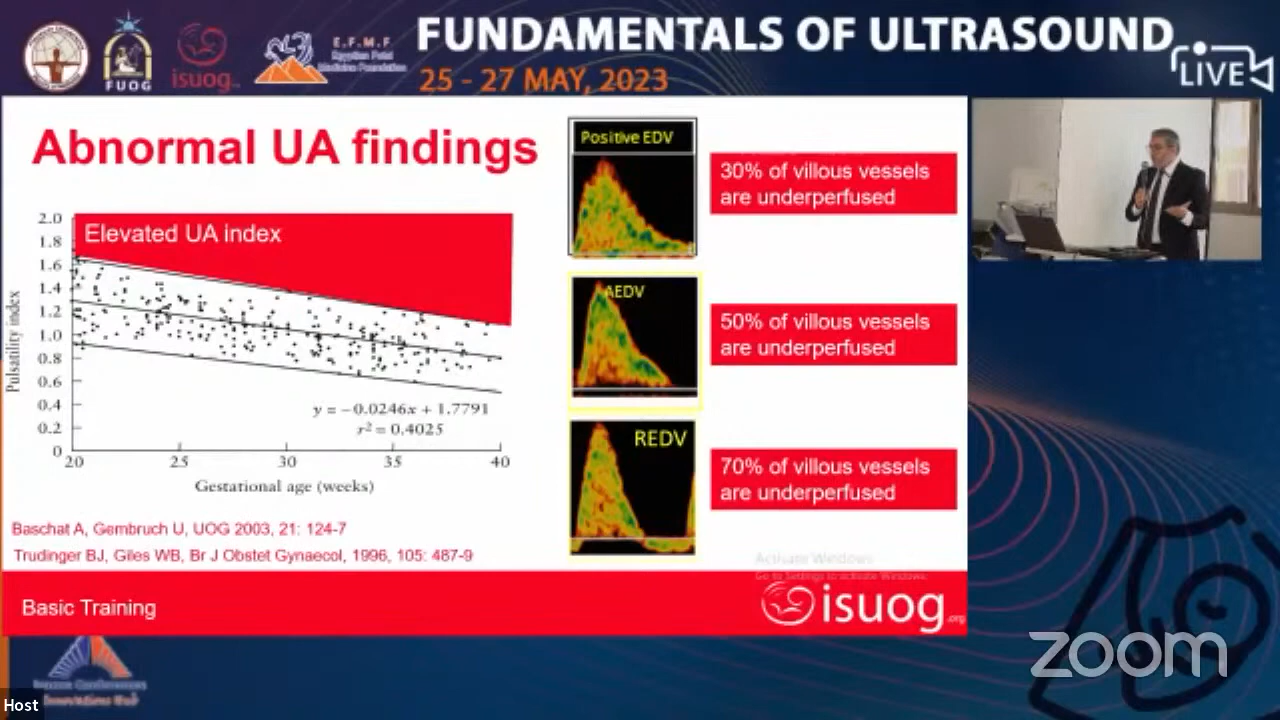 FUNDAMENTALS OF ULTRASOUND
25 - 27 MAY, 2023
LIVE
FUOG
isuog
E.F.M.F
Abnormal UA findings
Elevated UA index
Pulsatility index
2.0
1.8
1.6
1.4
1.2
1.0
0.8
0.6
0.4
0.2
0
y = −0.0246x + 1.7791
r² = 0.4025
20 25 30 35 40
Gestational age (weeks)
Positive EDV
30% of villous vessels
are underperfused
AEDV
50% of villous vessels
are underperfused
REDV
70% of villous vessels
are underperfused
Baschat A, Gembruch U, UOG 2003, 21: 124-7
Trudinger BJ, Giles WB, Br J Obstet Gynaecol, 1996, 105: 487-9
Activate Windows
Go to Settings to activate Windows.
Basic Training
isuog.org
zoom
Host